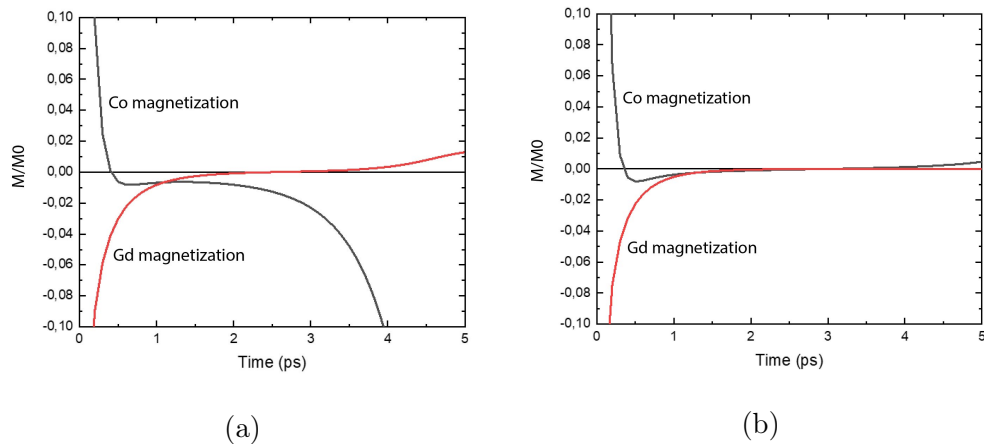 0,10
0,08
0,06
0,04
0,02
0,00
-0,02
-0,04
-0,06
-0,08
-0,10
M/M0
Co magnetization
Gd magnetization
0 1 2 3 4 5
Time (ps)
(a)
0,10
0,08
0,06
0,04
0,02
0,00
-0,02
-0,04
-0,06
-0,08
-0,10
M/M0
Co magnetization
Gd magnetization
0 1 2 3 4 5
Time (ps)
(b)